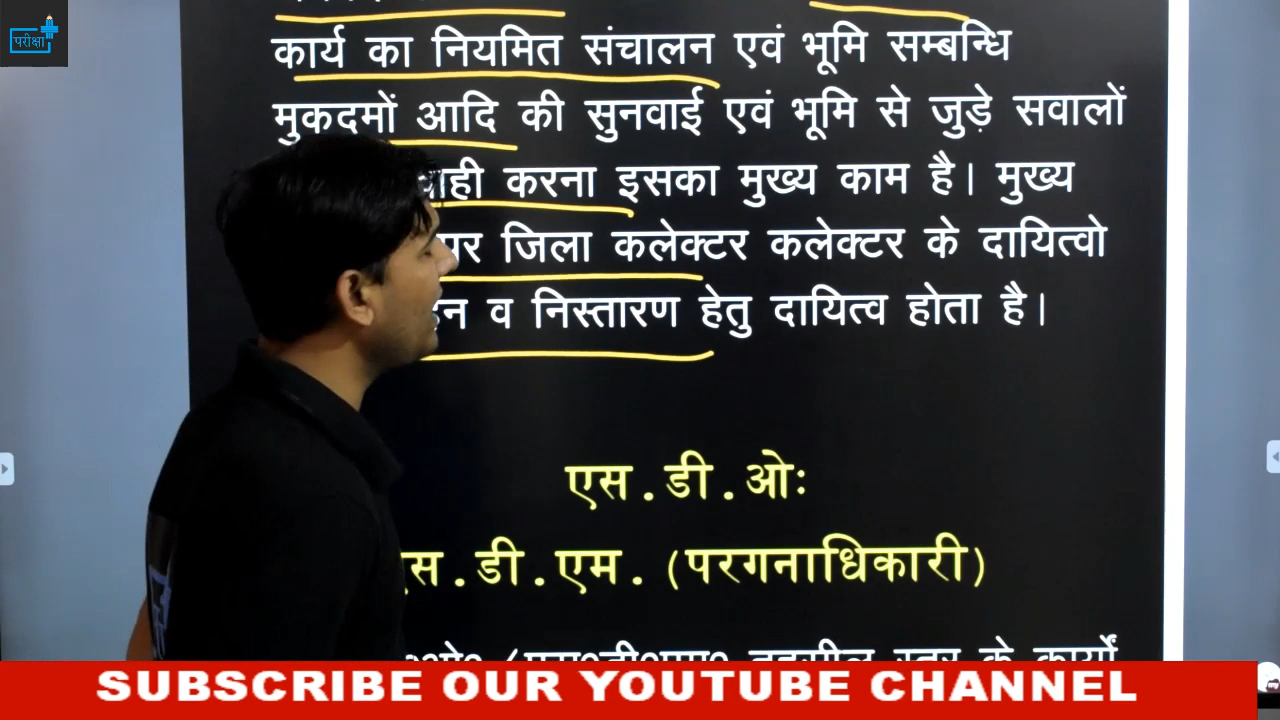 परीक्षा
कार्य का नियमित संचालन एवं भूमि सम्बन्धि
मुकदमों आदि की सुनवाई एवं भूमि से जुड़े सवालों
करना इसका मुख्य काम है। मुख्य
जिला कलेक्टर कलेक्टर के दायित्वो
व निस्तारण हेतु दायित्व होता है।
एस.डी.ओः
एस.डी.एम. (परगनाधिकारी)
SUBSCRIBE OUR YOUTUBE CHANNEL